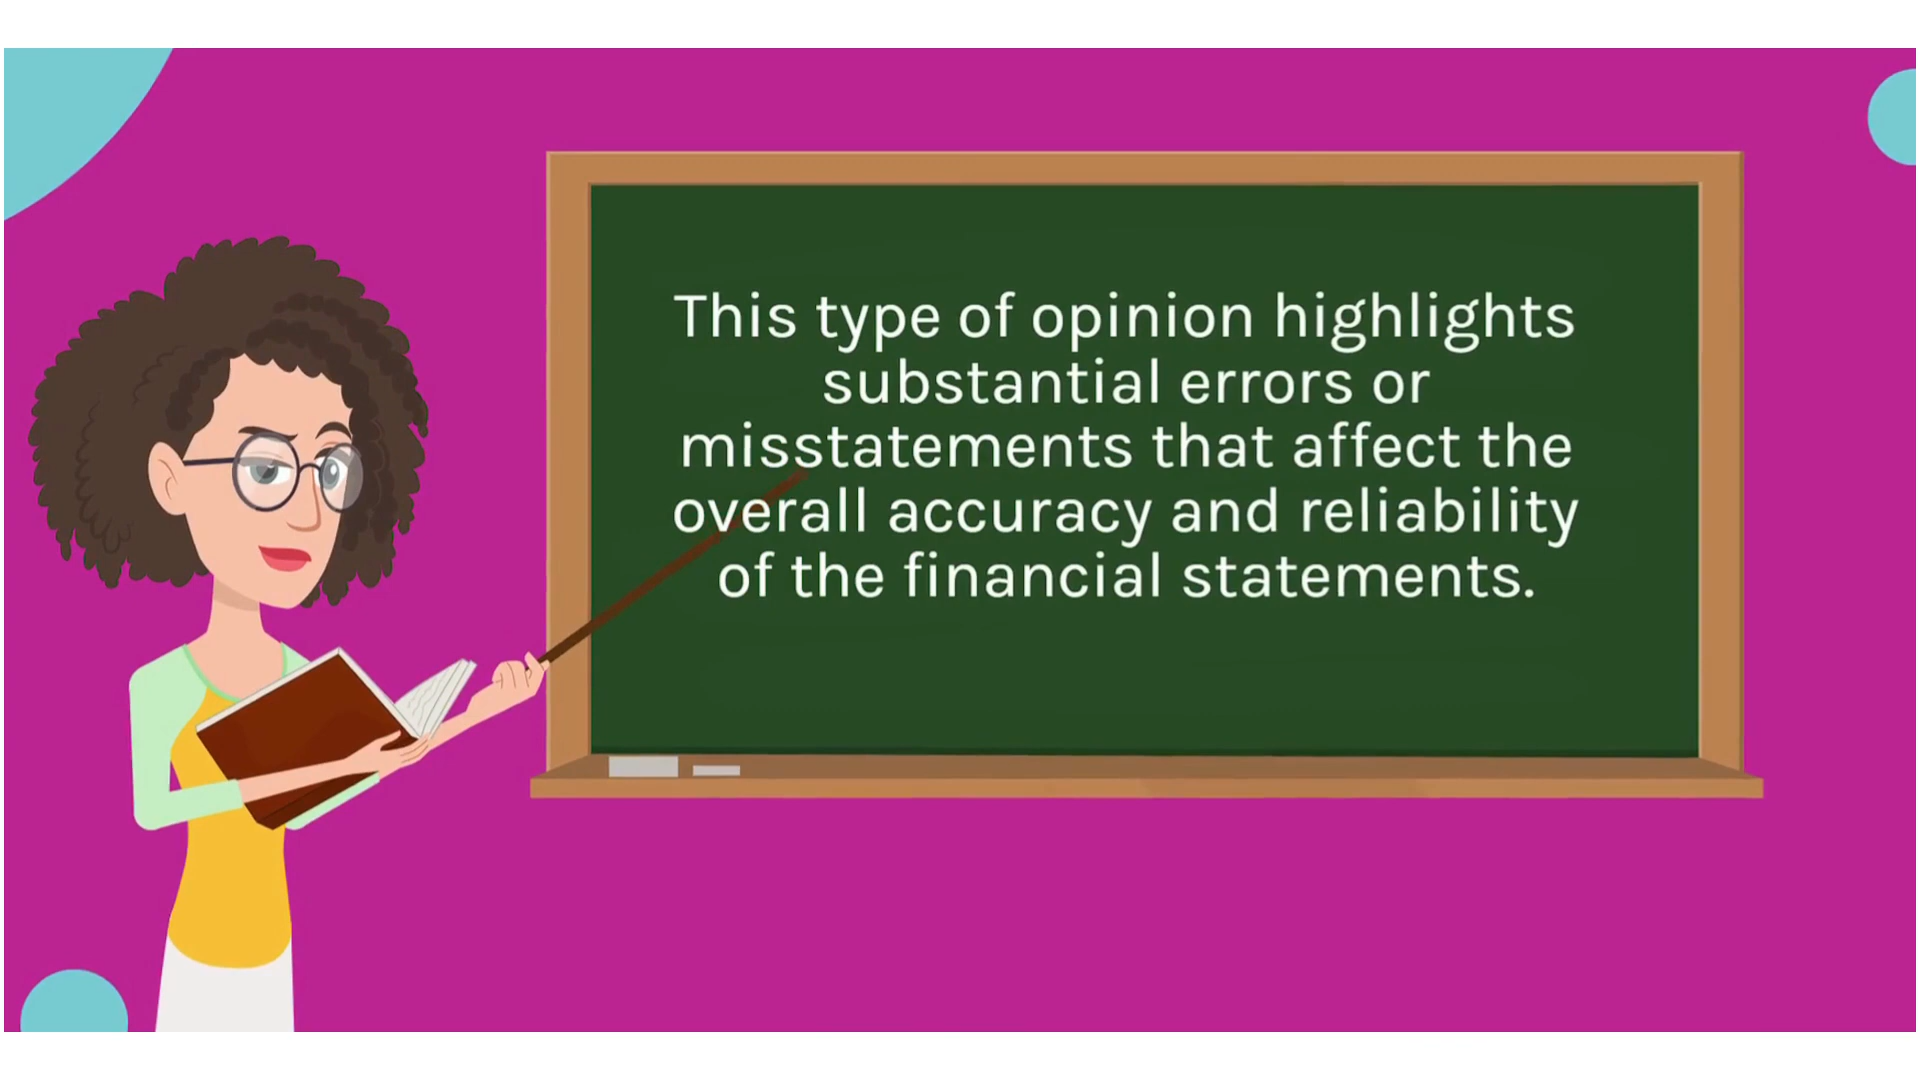 This type of opinion highlights
substantial errors or
misstatements that affect the
overall accuracy and reliability
of the financial statements.